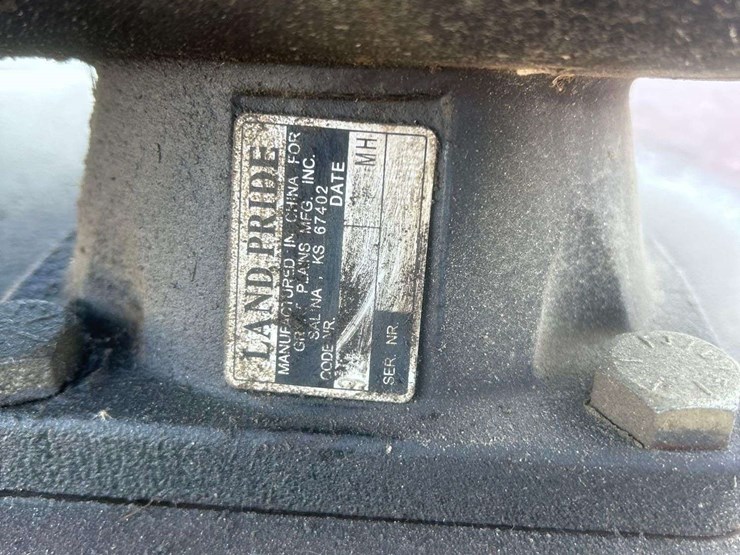 LAND PRIDE
MANUFACTURED IN CHINA FOR
GREAT PLAINS MFG. INC.
SALINA, KS 67402
CODE NR. DATE
MH
SER. NR.